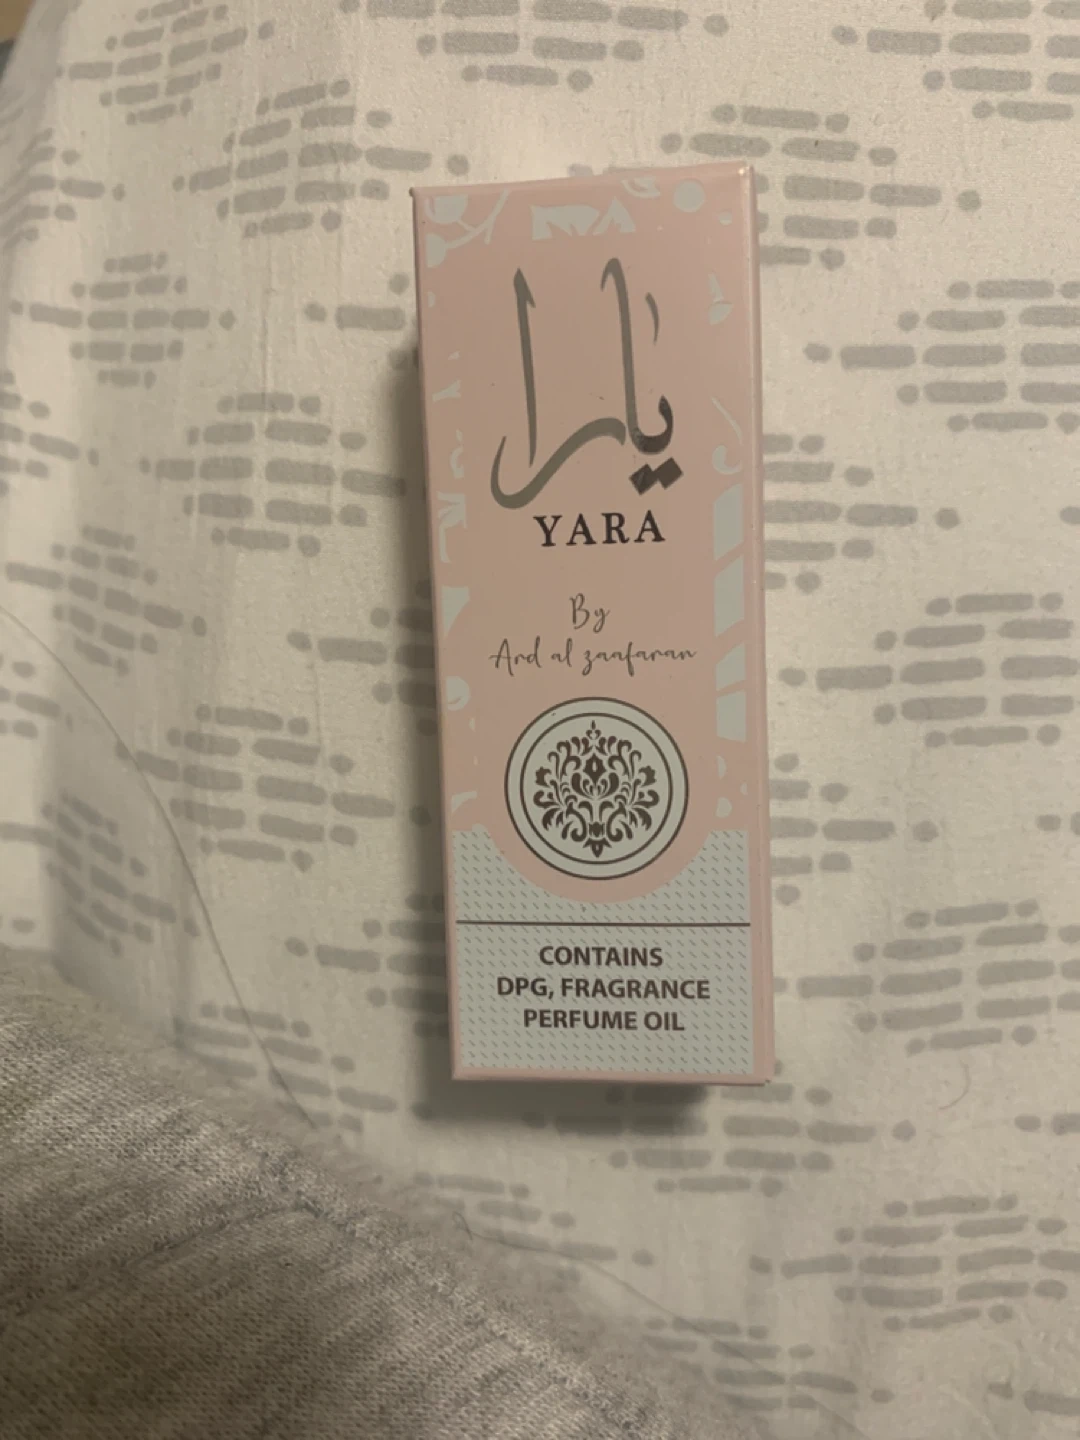 يارا
YARA
By
Ard al zaafaran
CONTAINS
DPG, FRAGRANCE
PERFUME OIL